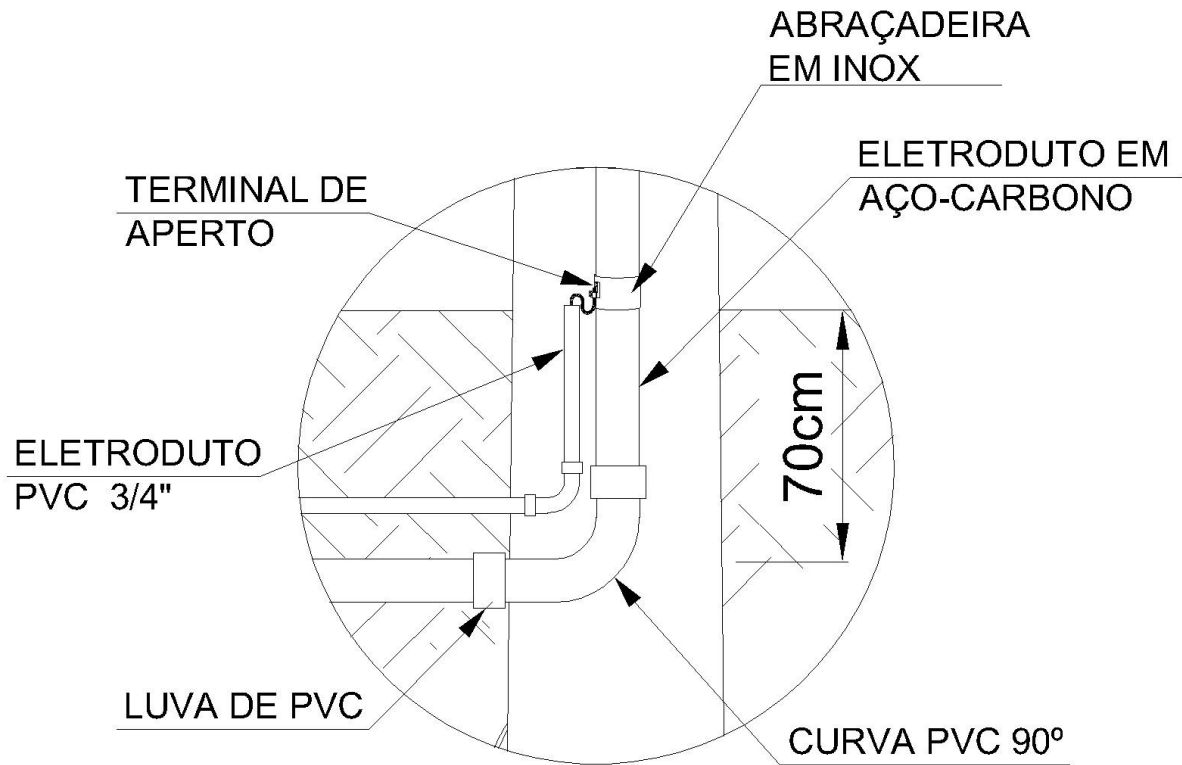 ABRAÇADEIRA
EM INOX
ELETRODUTO EM
AÇO-CARBONO
TERMINAL DE
APERTO
70cm
ELETRODUTO
PVC 3/4"
LUVA DE PVC
CURVA PVC 90º